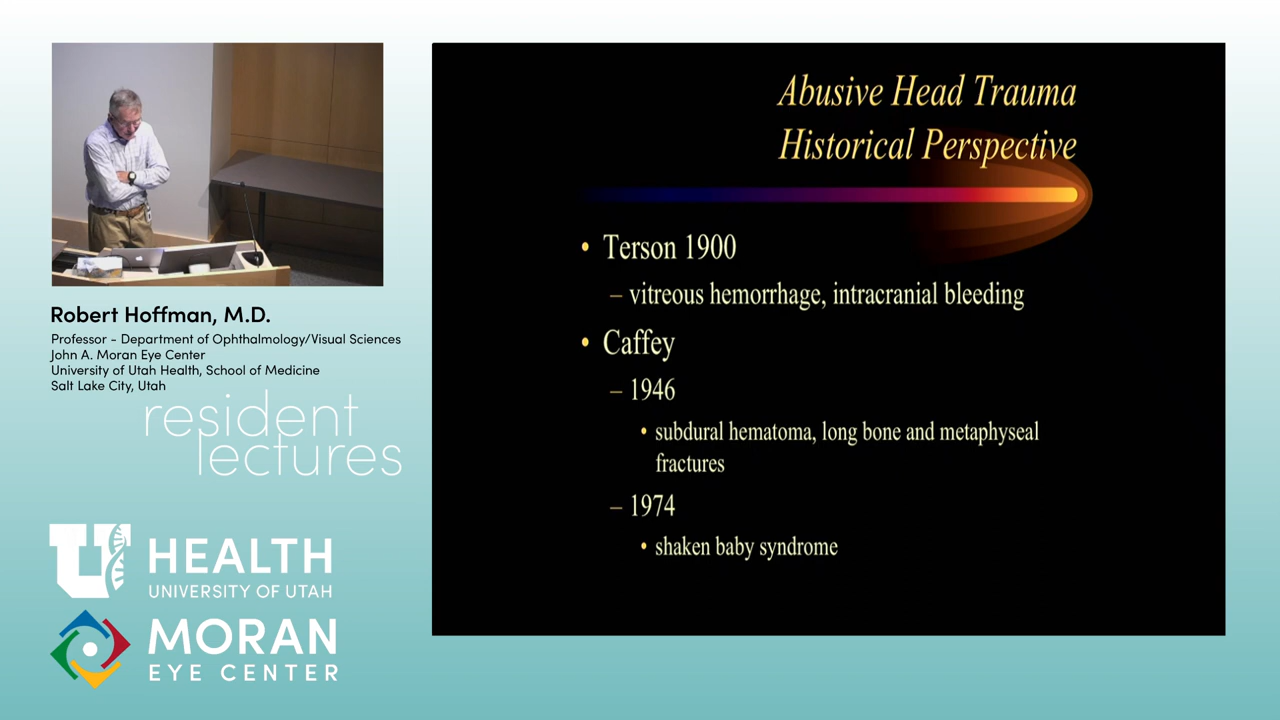 Abusive Head Trauma
Historical Perspective
• Terson 1900
– vitreous hemorrhage, intracranial bleeding
• Caffey
– 1946
• subdural hematoma, long bone and metaphyseal
fractures
– 1974
• shaken baby syndrome
Robert Hoffman, M.D.
Professor - Department of Ophthalmology/Visual Sciences
John A. Moran Eye Center
University of Utah Health, School of Medicine
Salt Lake City, Utah
resident
lectures
U HEALTH
UNIVERSITY OF UTAH
MORAN
EYE CENTER